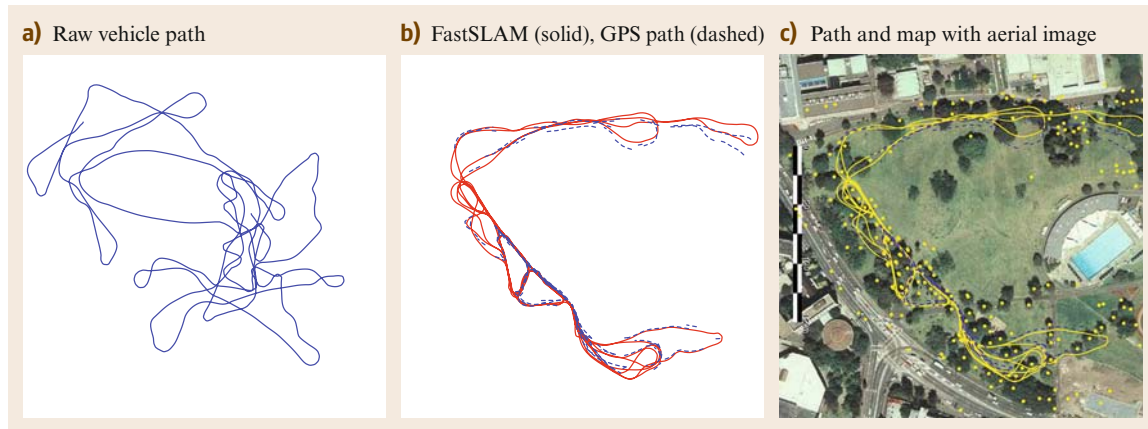 a) Raw vehicle path
b) FastSLAM (solid), GPS path (dashed)
c) Path and map with aerial image